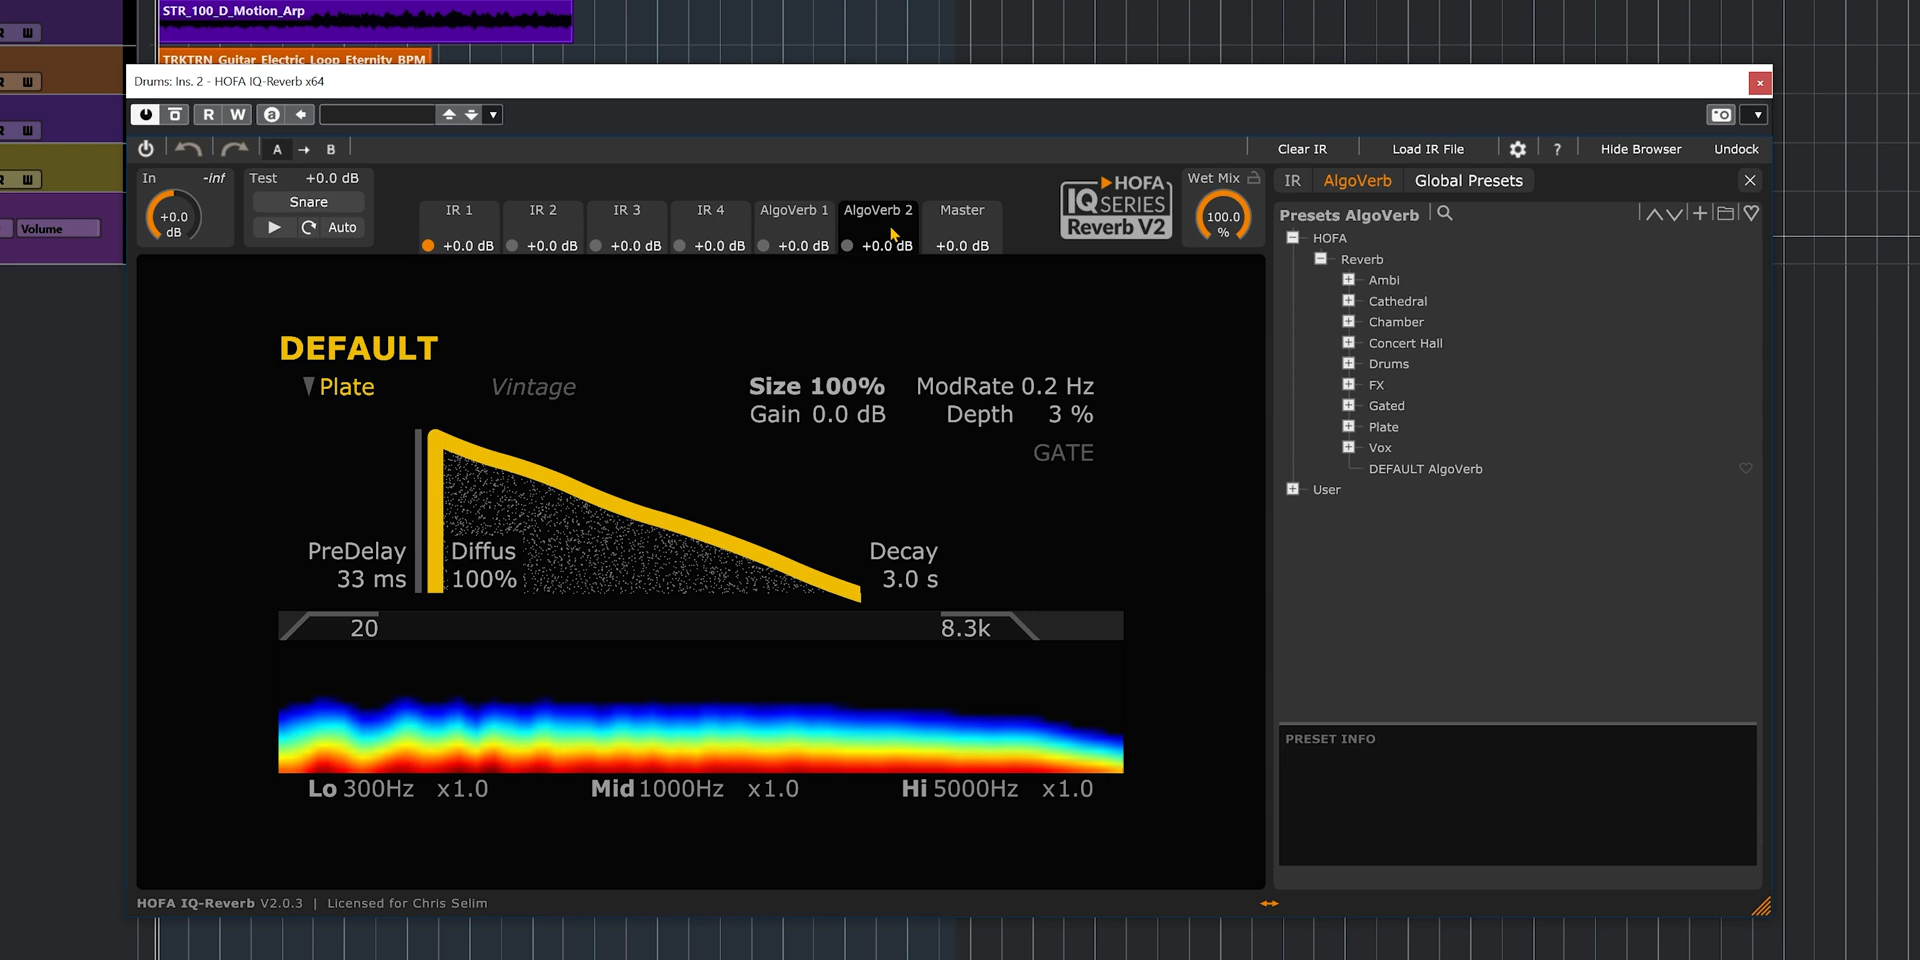 STR_100_D_Motion_Arp
TRKTRN Guitar Electric Loop Eternity BPM
Drums: Ins. 2 - HOFA IQ-Reverb x64
R W
A → B
Clear IR
Load IR File
?
Hide Browser
Undock
In -inf
+0.0
dB
Test +0.0 dB
Snare
Auto
IR 1
+0.0 dB
IR 2
+0.0 dB
IR 3
+0.0 dB
IR 4
+0.0 dB
AlgoVerb 1
+0.0 dB
AlgoVerb 2
+0.0 dB
Master
+0.0 dB
HOFA
IQ SERIES
Reverb V2
Wet Mix
100.0
%
IR AlgoVerb Global Presets
Presets AlgoVerb
HOFA
Reverb
Ambi
Cathedral
Chamber
Concert Hall
Drums
FX
Gated
Plate
Vox
DEFAULT AlgoVerb
User
PRESET INFO
Volume
W
W
W
W
DEFAULT
Plate
Vintage
Size 100%
Gain 0.0 dB
ModRate 0.2 Hz
Depth 3 %
GATE
PreDelay
33 ms
Diffus
100%
Decay
3.0 s
20
8.3k
Lo 300Hz x1.0
Mid 1000Hz x1.0
Hi 5000Hz x1.0
HOFA IQ-Reverb V2.0.3 | Licensed for Chris Selim